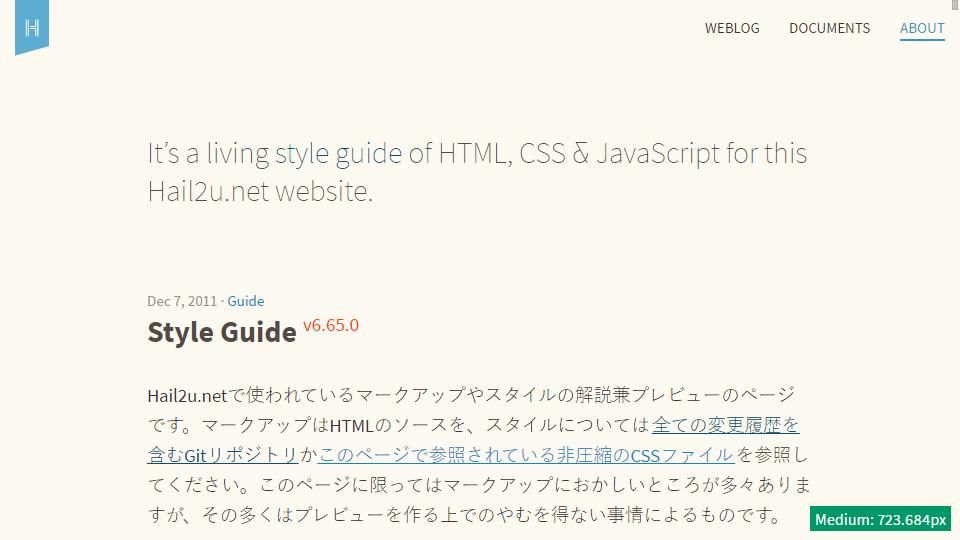 H
WEBLOG DOCUMENTS ABOUT
It's a living style guide of HTML, CSS & JavaScript for this
Hail2u.net website.
Dec 7, 2011 · Guide
Style Guide v6.65.0
Hail2u.netで使われているマークアップやスタイルの解説兼プレビューのページ
です。マークアップはHTMLのソースを、スタイルについては全ての変更履歴を
含むGitリポジトリかこのページで参照されている非圧縮のCSSファイルを参照し
てください。このページに限ってはマークアップにおかしいところが多々ありま
すが、その多くはプレビューを作る上でのやむを得ない事情によるものです。
Medium: 723.684px